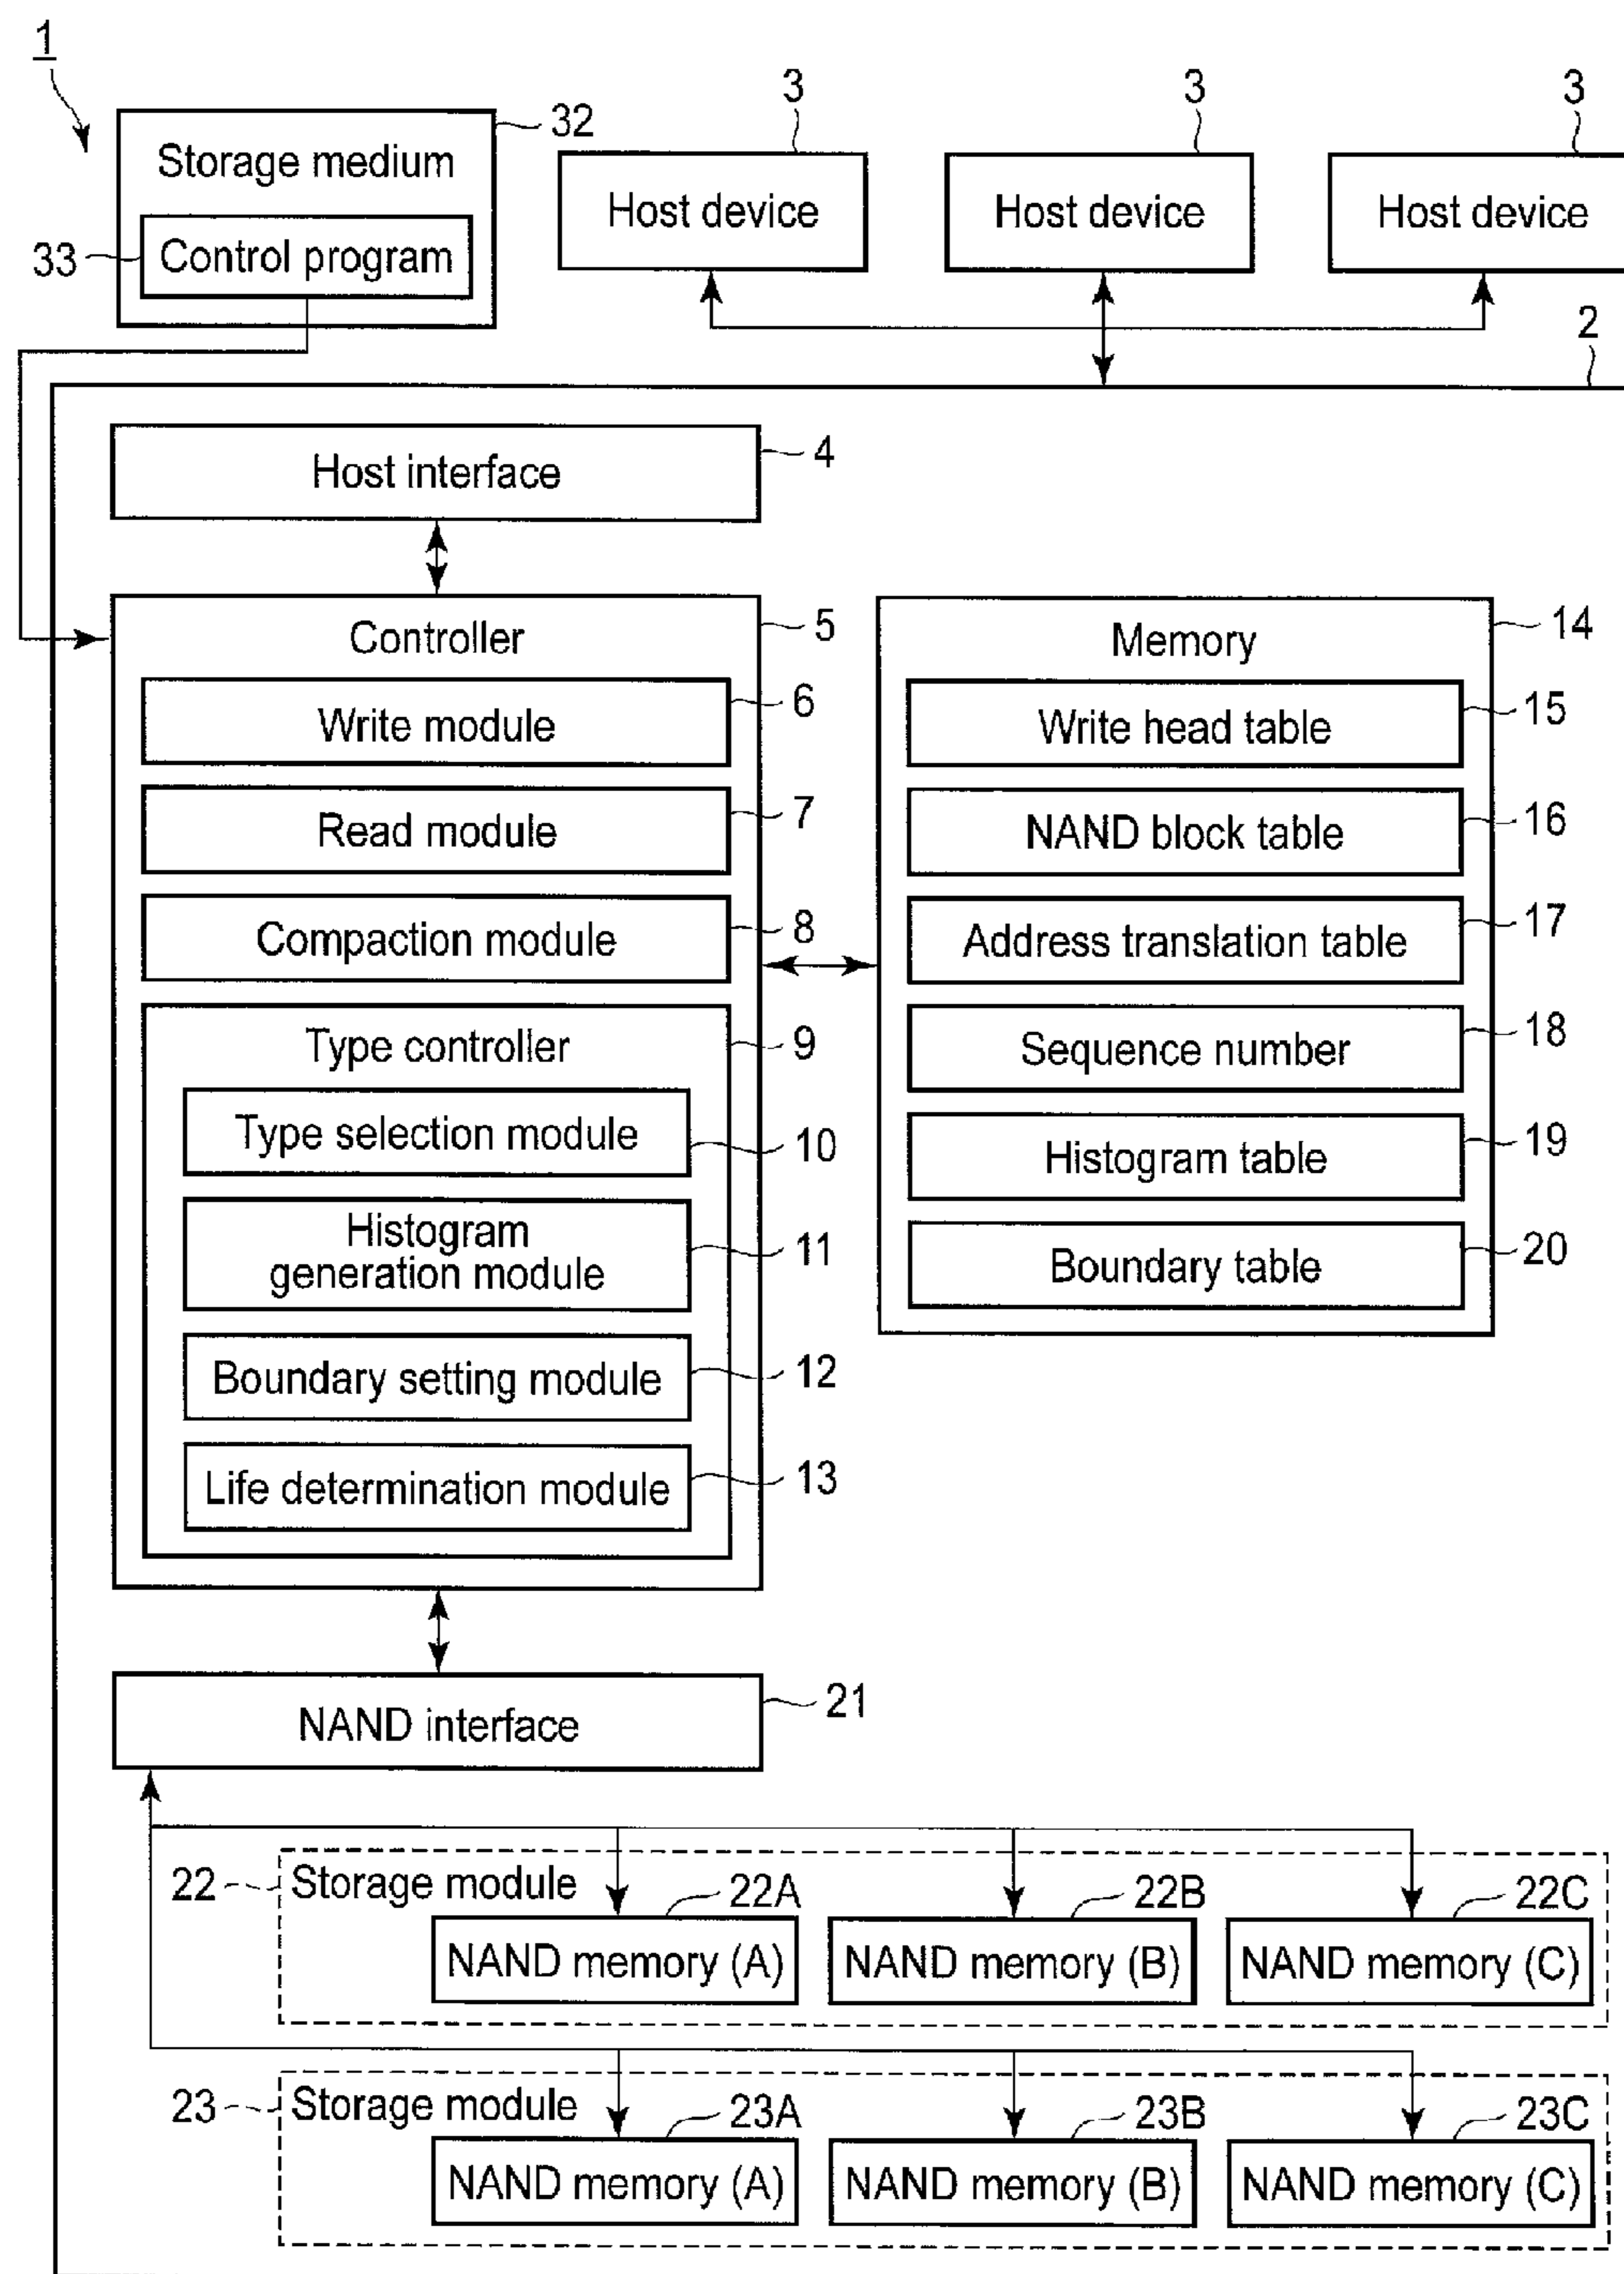 1
Storage medium
32
33
Control program
3
Host device
3
Host device
3
Host device
2
Host interface
4
Controller
5
Write module
6
Read module
7
Compaction module
8
Type controller
9
Type selection module
10
Histogram
generation module
11
Boundary setting module
12
Life determination module
13
Memory
14
Write head table
15
NAND block table
16
Address translation table
17
Sequence number
18
Histogram table
19
Boundary table
20
NAND interface
21
22
Storage module
22A
NAND memory (A)
22B
NAND memory (B)
22C
NAND memory (C)
23
Storage module
23A
NAND memory (A)
23B
NAND memory (B)
23C
NAND memory (C)